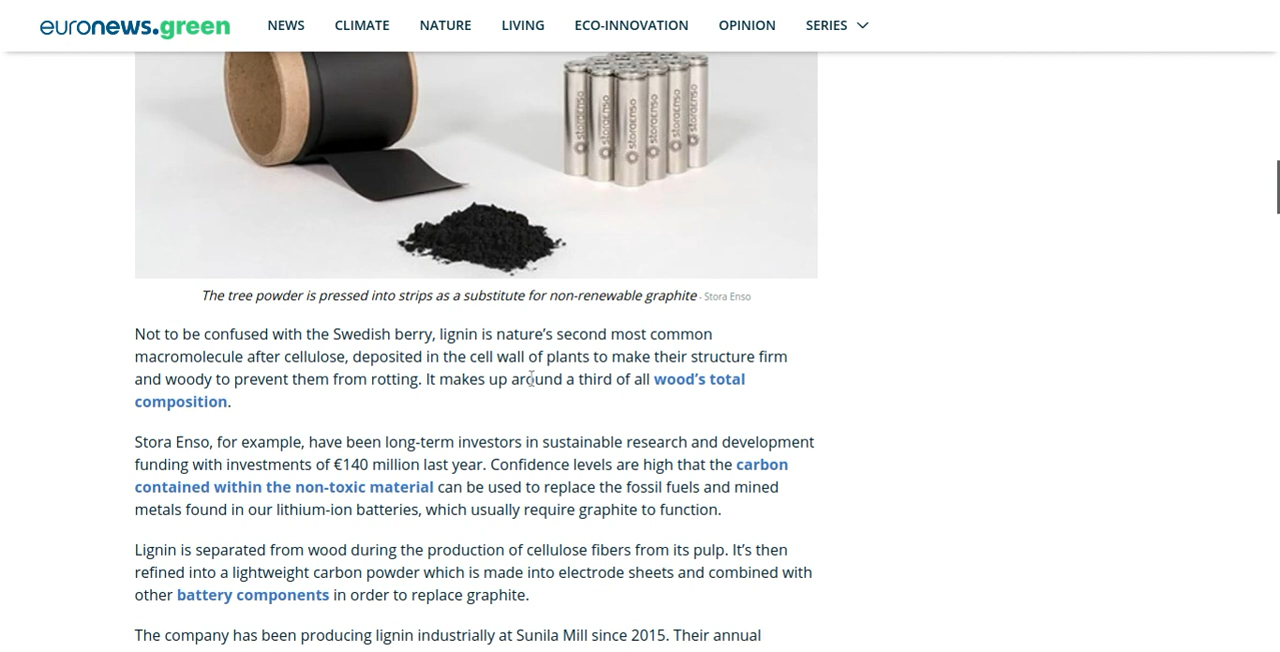 euronews.green NEWS CLIMATE NATURE LIVING ECO-INNOVATION OPINION SERIES
storaenso storaenso storaenso storaenso storaenso storaenso
The tree powder is pressed into strips as a substitute for non-renewable graphite - Stora Enso
Not to be confused with the Swedish berry, lignin is nature’s second most common
macromolecule after cellulose, deposited in the cell wall of plants to make their structure firm
and woody to prevent them from rotting. It makes up around a third of all wood’s total
composition.
Stora Enso, for example, have been long-term investors in sustainable research and development
funding with investments of €140 million last year. Confidence levels are high that the carbon
contained within the non-toxic material can be used to replace the fossil fuels and mined
metals found in our lithium-ion batteries, which usually require graphite to function.
Lignin is separated from wood during the production of cellulose fibers from its pulp. It’s then
refined into a lightweight carbon powder which is made into electrode sheets and combined with
other battery components in order to replace graphite.
The company has been producing lignin industrially at Sunila Mill since 2015. Their annual